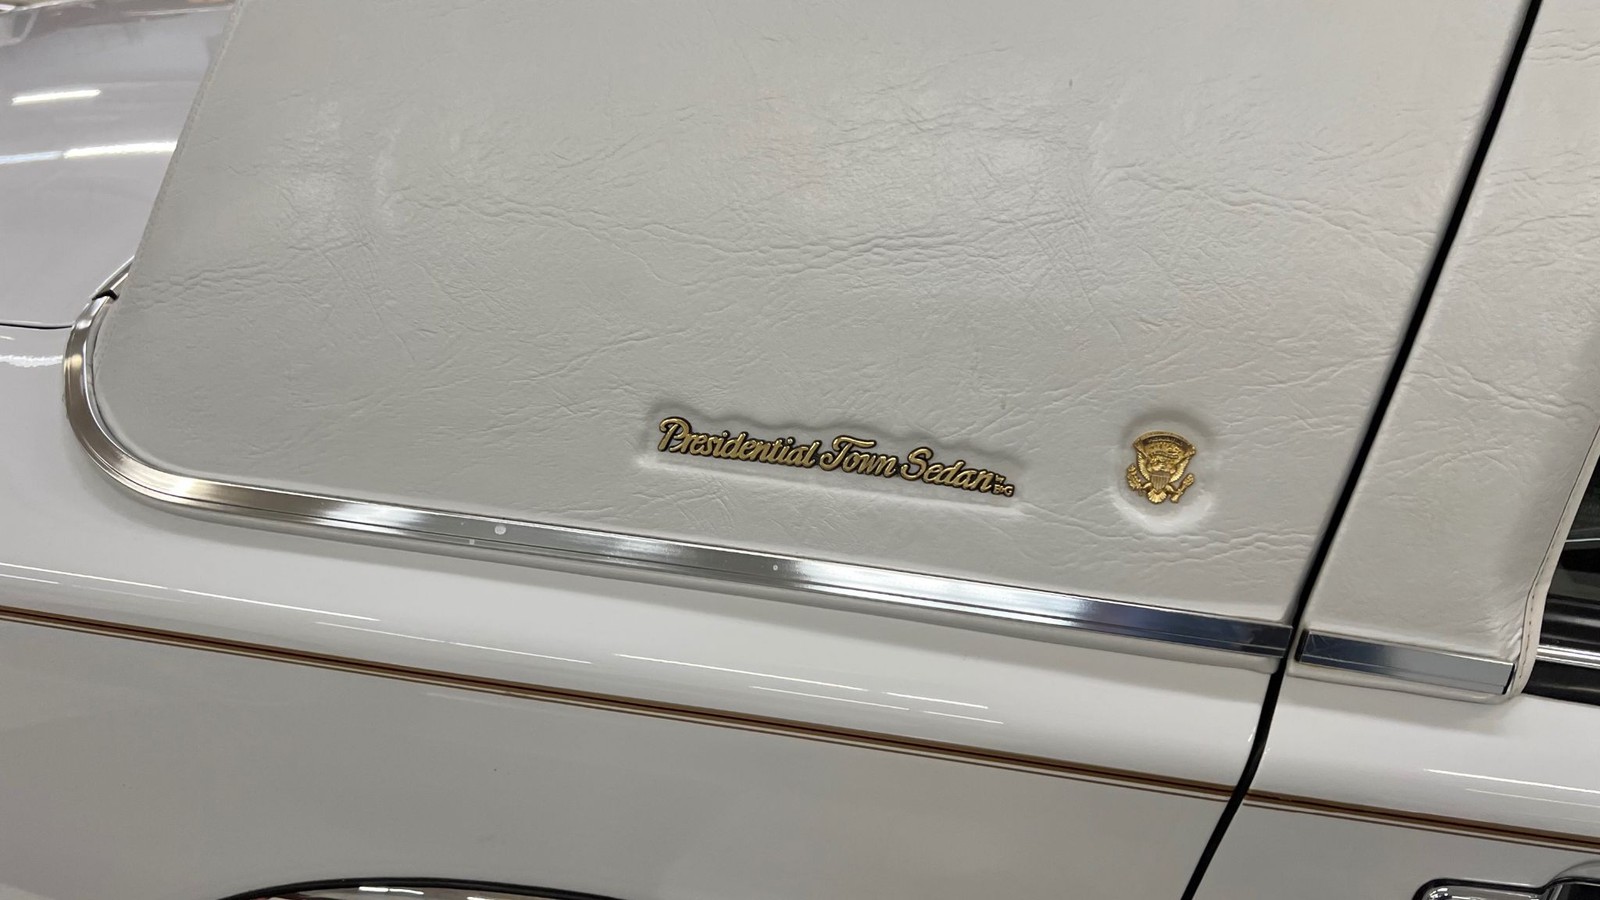 Presidential Town Sedan